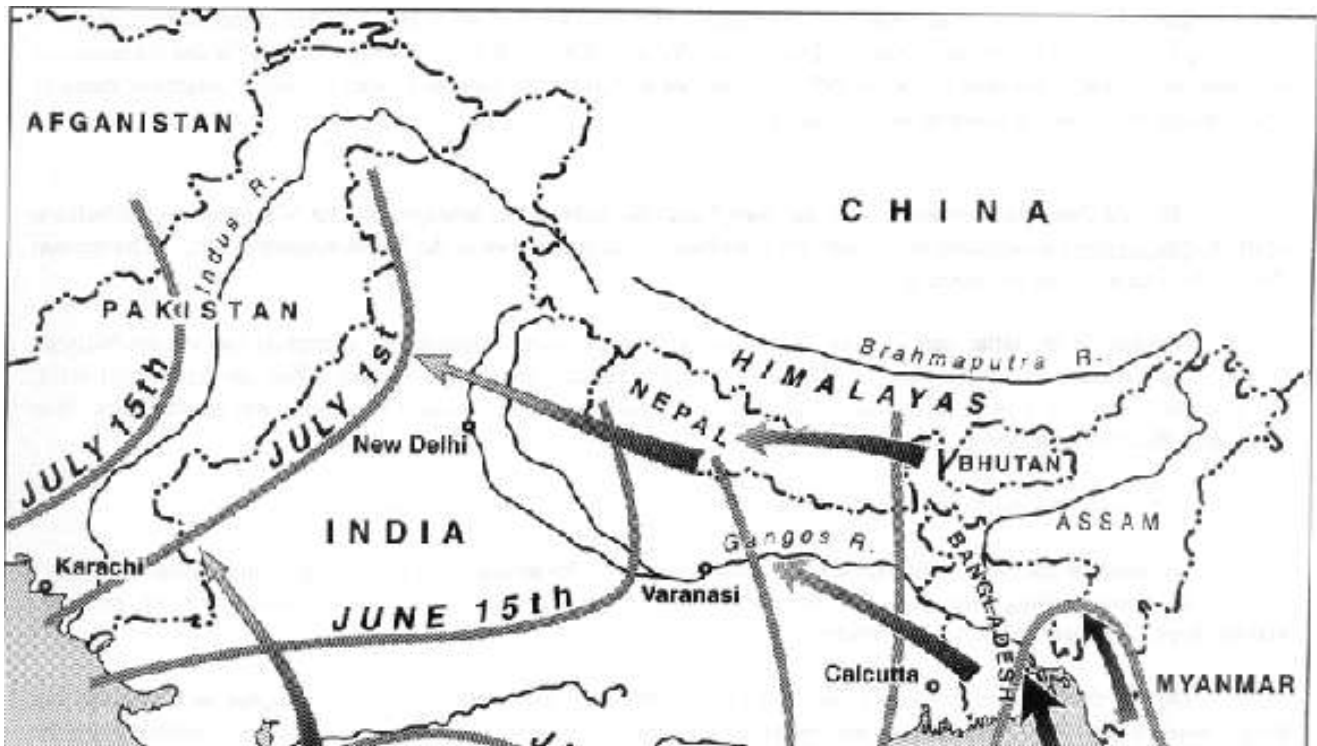 AFGANISTAN
Indus R.
CHINA
PAKISTAN
JULY 15th
JULY 1st
Brahmaputra R.
HIMALAYAS
NEPAL
New Delhi
BHUTAN
ASSAM
INDIA
Gangos R.
BANGLADESH
Karachi
Varanasi
JUNE 15th
Calcutta
MYANMAR